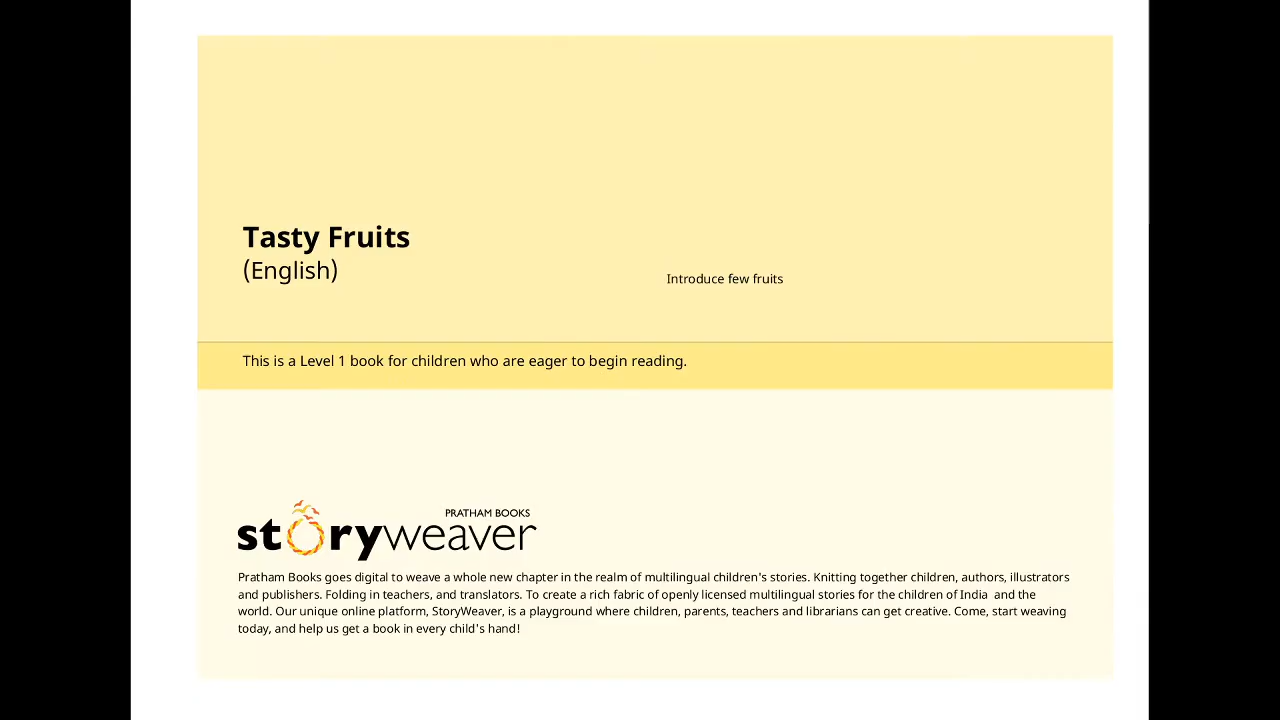 Tasty Fruits
(English)
Introduce few fruits
This is a Level 1 book for children who are eager to begin reading.
PRATHAM BOOKS
storyweaver
Pratham Books goes digital to weave a whole new chapter in the realm of multilingual children's stories. Knitting together children, authors, illustrators
and publishers. Folding in teachers, and translators. To create a rich fabric of openly licensed multilingual stories for the children of India and the
world. Our unique online platform, StoryWeaver, is a playground where children, parents, teachers and librarians can get creative. Come, start weaving
today, and help us get a book in every child's hand!